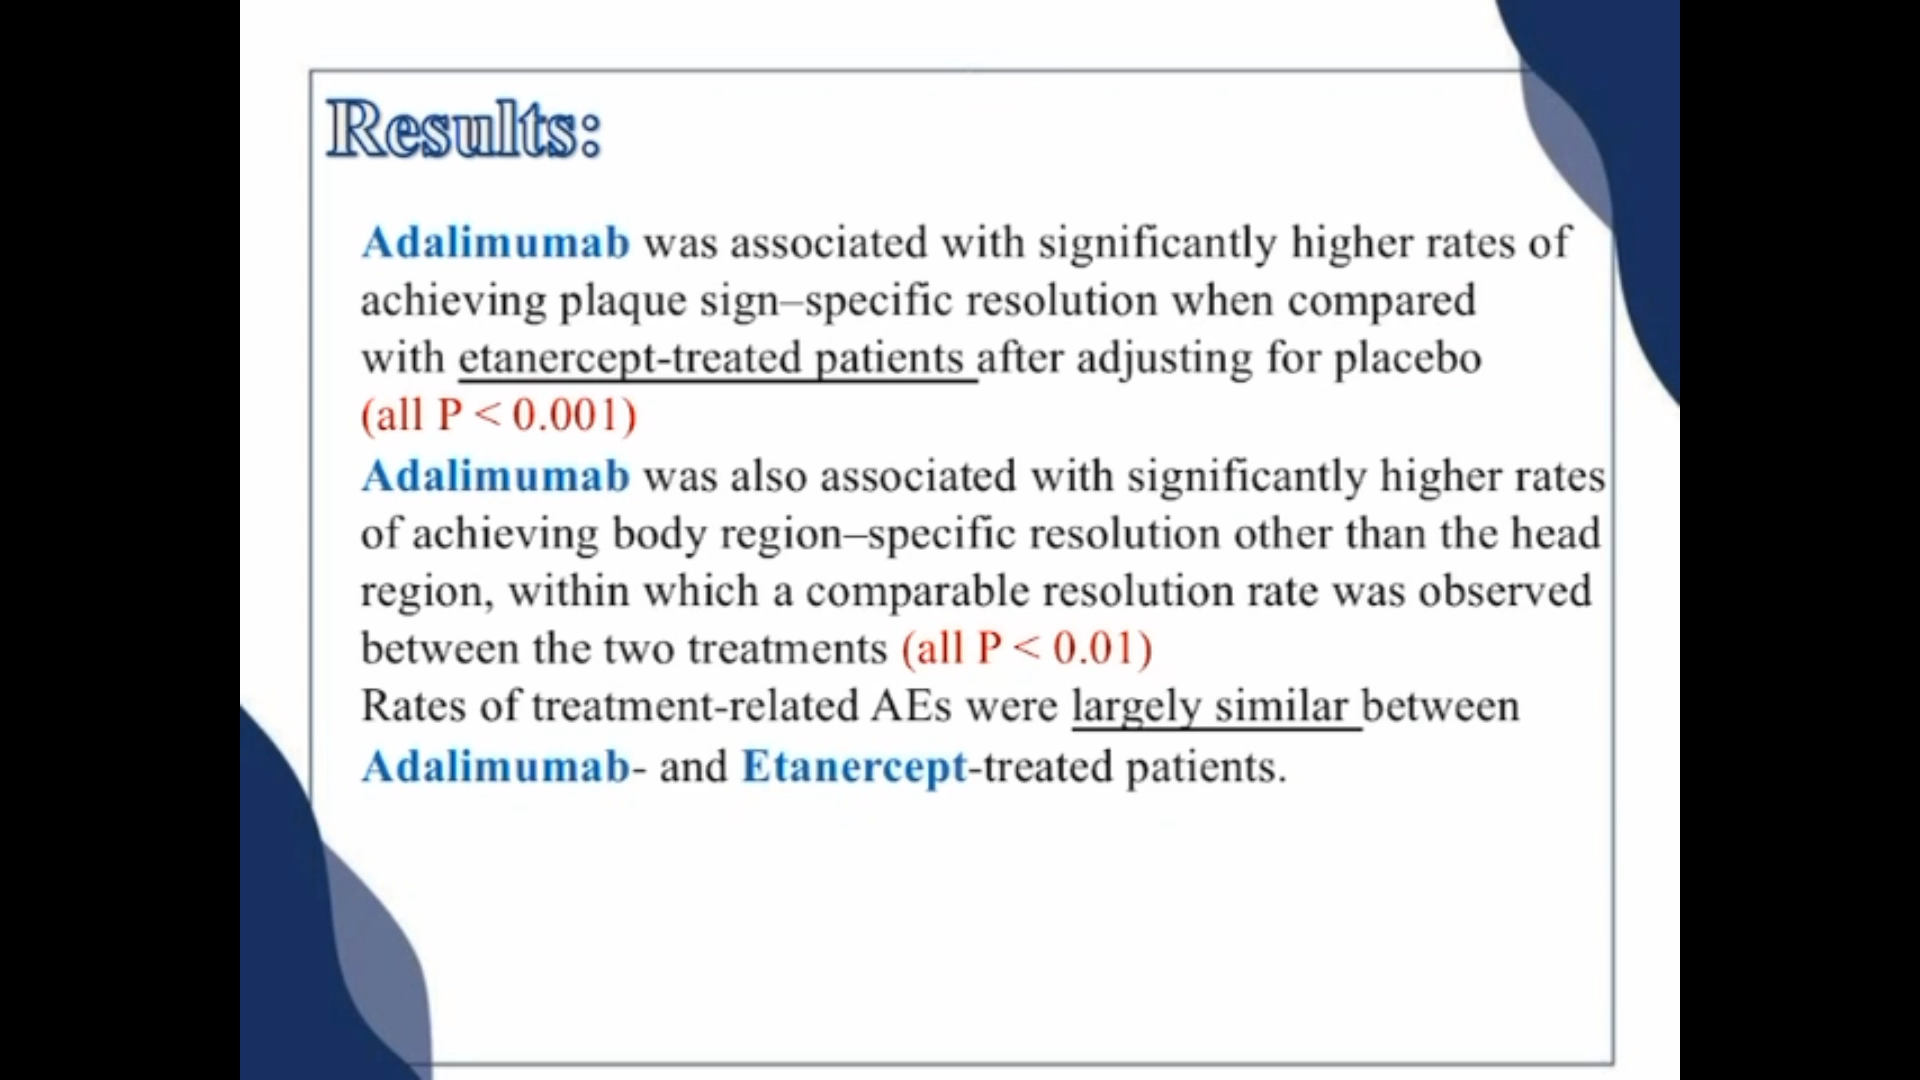 Results:
Adalimumab was associated with significantly higher rates of
achieving plaque sign–specific resolution when compared
with etanercept-treated patients after adjusting for placebo
(all P < 0.001)
Adalimumab was also associated with significantly higher rates
of achieving body region–specific resolution other than the head
region, within which a comparable resolution rate was observed
between the two treatments (all P < 0.01)
Rates of treatment-related AEs were largely similar between
Adalimumab- and Etanercept-treated patients.